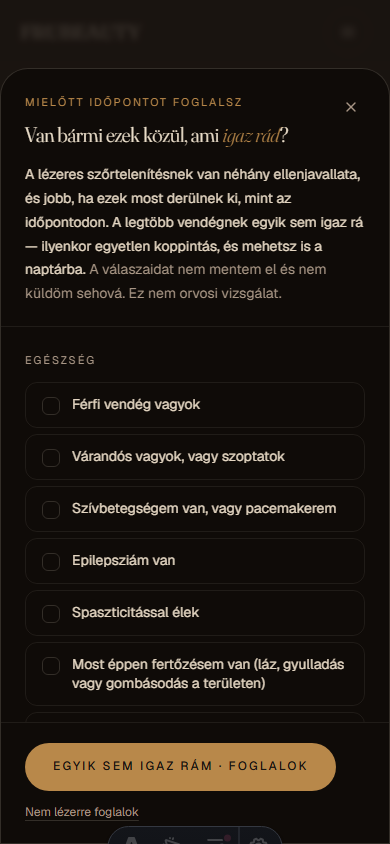 FRCBEAUTY
MIELŐTT IDŐPONTOT FOGLALSZ
Van bármi ezek közül, ami igaz rád?
A lézeres szőrtelenítésnek van néhány ellenjavallata,
és jobb, ha ezek most derülnek ki, mint az
időpontodon. A legtöbb vendégnek egyik sem igaz rá
— ilyenkor egyetlen koppintás, és mehetsz is a
naptárba. A válaszaidat nem mentem el és nem
küldöm sehová. Ez nem orvosi vizsgálat.
EGÉSZSÉG
Férfi vendég vagyok
Várandós vagyok, vagy szoptatok
Szívbetegségem van, vagy pacemakerem
Epilepsziám van
Spaszticitással élek
Most éppen fertőzésem van (láz, gyulladás
vagy gombásodás a területen)
EGYIK SEM IGAZ RÁM · FOGLALOK
Nem lézerre foglalok